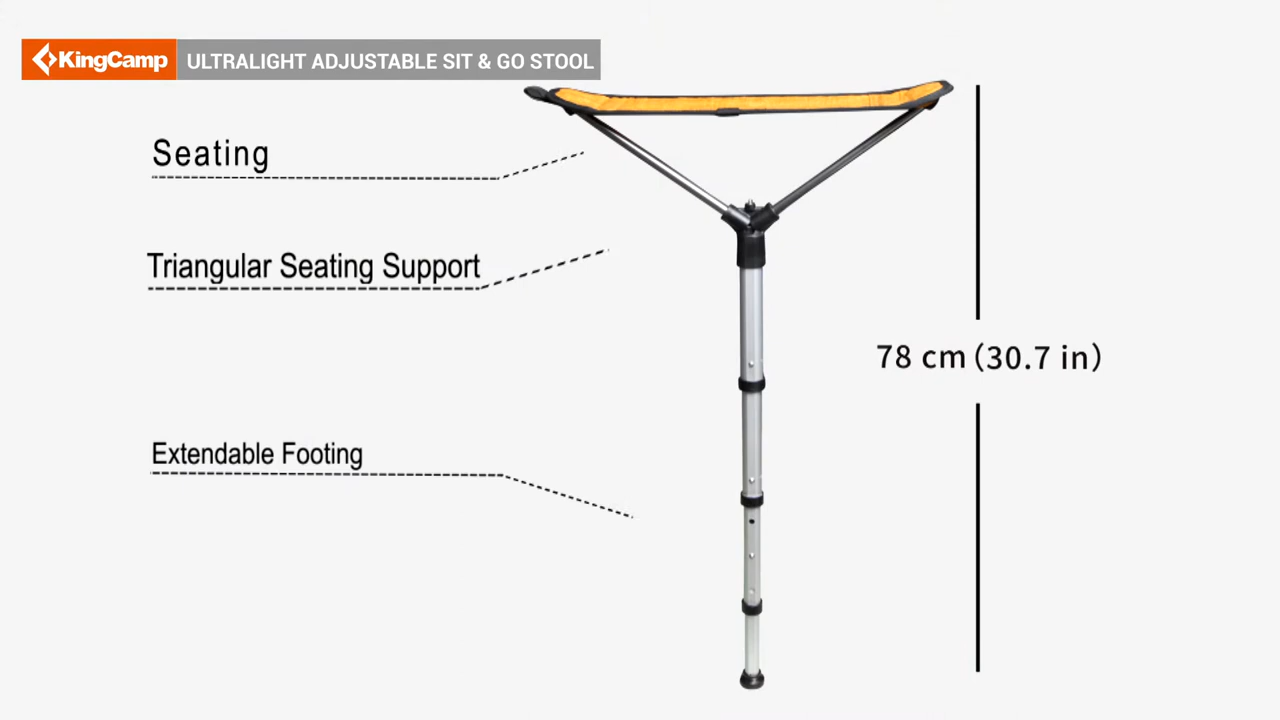 KingCamp ULTRALIGHT ADJUSTABLE SIT & GO STOOL
Seating
Triangular Seating Support
78 cm (30.7 in)
Extendable Footing